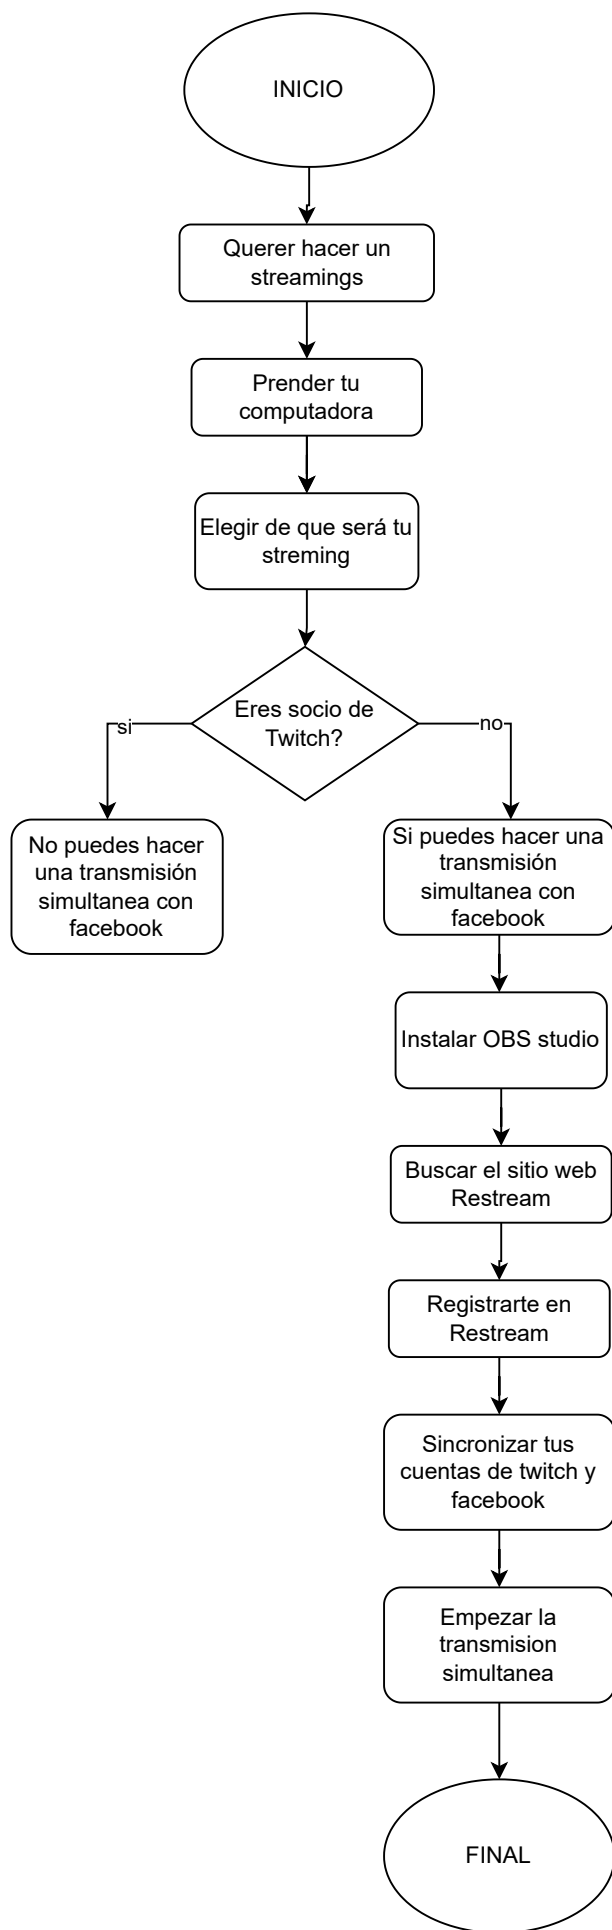 INICIO
Querer hacer un
streamings
Prender tu
computadora
Elegir de que será tu
streming
Eres socio de
Twitch?
si
no
No puedes hacer
una transmisión
simultanea con
facebook
Si puedes hacer una
transmisión
simultanea con
facebook
Instalar OBS studio
Buscar el sitio web
Restream
Registrarte en
Restream
Sincronizar tus
cuentas de twitch y
facebook
Empezar la
transmision
simultanea
FINAL